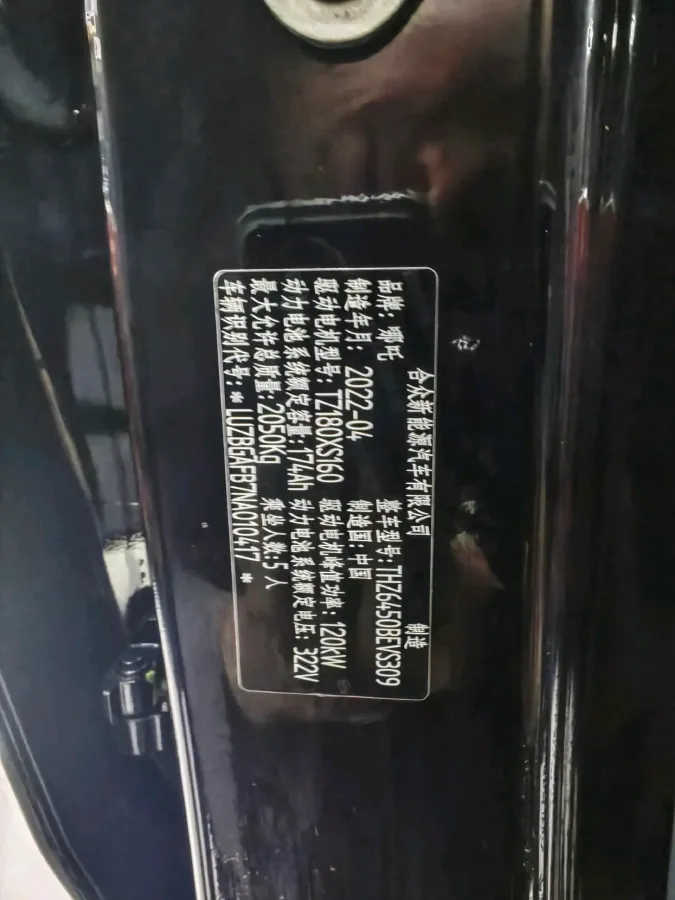 合众新能源汽车有限公司 制造
品牌：哪吒 整车型号：THZ6450BEVS309
制造年月：2022-04 制造国：中国
驱动电机型号：TZ180XS160 驱动电机峰值功率：120kW
动力电池系统额定容量：174Ah 动力电池系统额定电压：322V
最大允许总质量：2050kg 乘坐人数：5人
车辆识别代号：* LUZBGAFB7NA010417 *